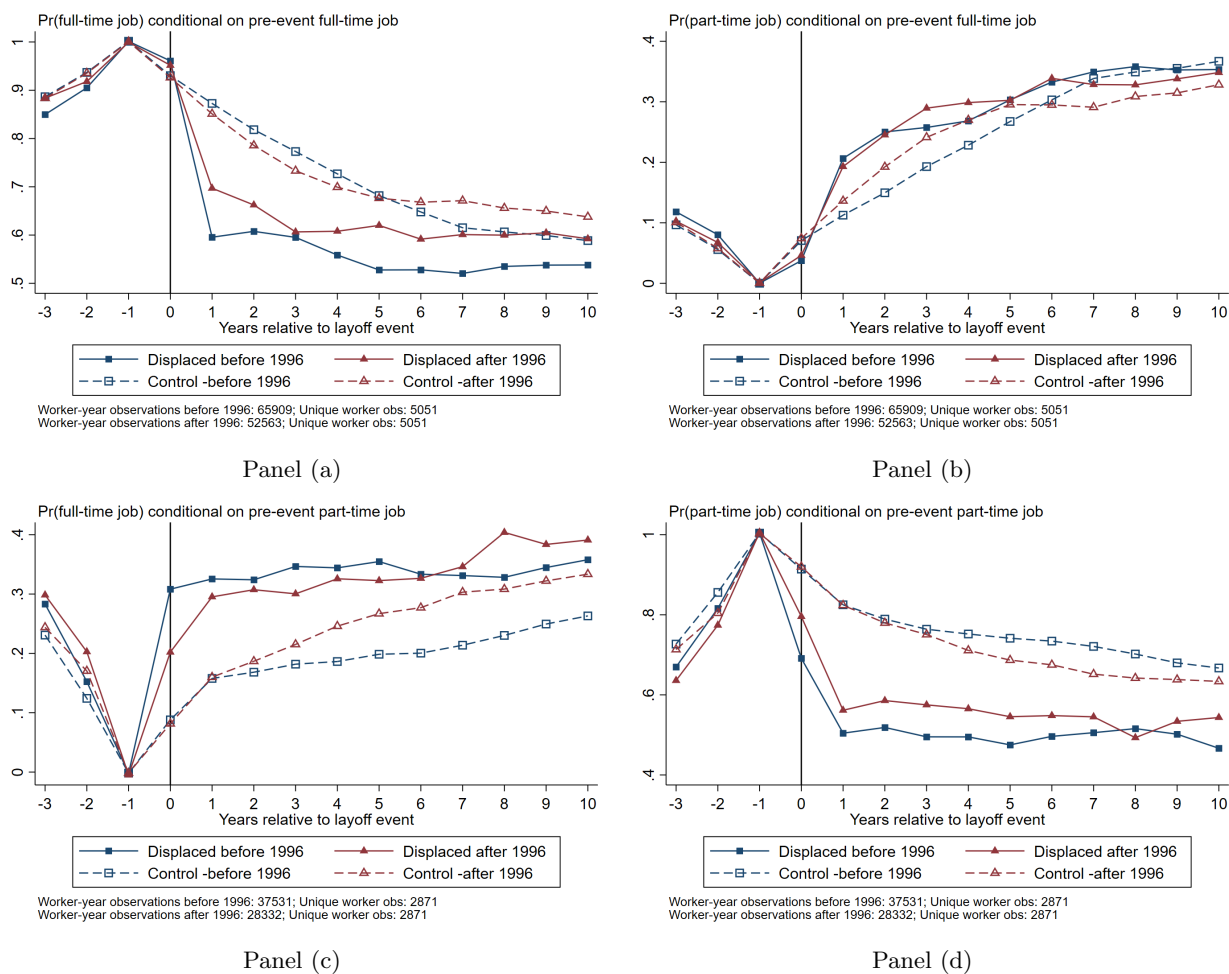 Pr(full-time job) conditional on pre-event full-time job
1
.9
.8
.7
.6
.5
-3 -2 -1 0 1 2 3 4 5 6 7 8 9 10
Years relative to layoff event
Displaced before 1996 Displaced after 1996
Control -before 1996 Control -after 1996
Worker-year observations before 1996: 65909; Unique worker obs: 5051
Worker-year observations after 1996: 52563; Unique worker obs: 5051
Panel (a)
Pr(part-time job) conditional on pre-event full-time job
.4
.3
.2
.1
0
-3 -2 -1 0 1 2 3 4 5 6 7 8 9 10
Years relative to layoff event
Displaced before 1996 Displaced after 1996
Control -before 1996 Control -after 1996
Worker-year observations before 1996: 65909; Unique worker obs: 5051
Worker-year observations after 1996: 52563; Unique worker obs: 5051
Panel (b)
Pr(full-time job) conditional on pre-event part-time job
.4
.3
.2
.1
0
-3 -2 -1 0 1 2 3 4 5 6 7 8 9 10
Years relative to layoff event
Displaced before 1996 Displaced after 1996
Control -before 1996 Control -after 1996
Worker-year observations before 1996: 37531; Unique worker obs: 2871
Worker-year observations after 1996: 28332; Unique worker obs: 2871
Panel (c)
Pr(part-time job) conditional on pre-event part-time job
1
.8
.6
.4
-3 -2 -1 0 1 2 3 4 5 6 7 8 9 10
Years relative to layoff event
Displaced before 1996 Displaced after 1996
Control -before 1996 Control -after 1996
Worker-year observations before 1996: 37531; Unique worker obs: 2871
Worker-year observations after 1996: 28332; Unique worker obs: 2871
Panel (d)